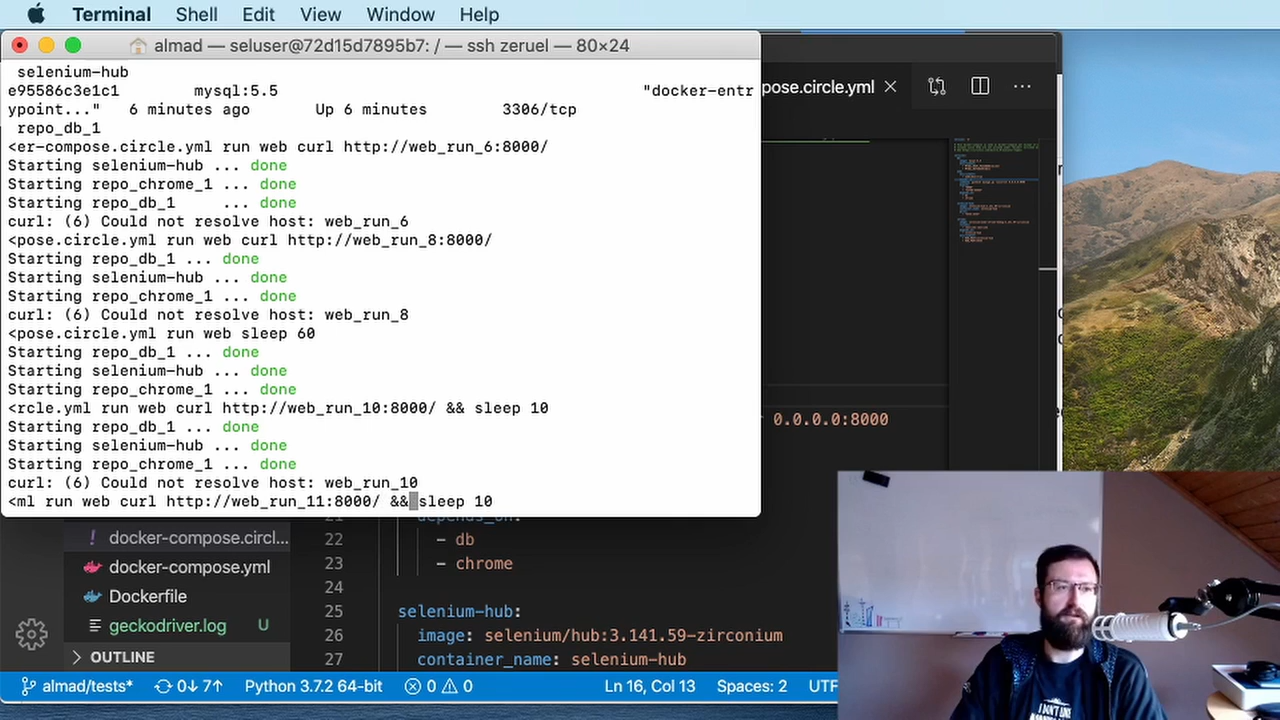 Terminal Shell Edit View Window Help
almad — seluser@72d15d7895b7: / — ssh zeruel — 80×24
selenium-hub
e95586c3e1c1 mysql:5.5 "docker-entr
ypoint..." 6 minutes ago Up 6 minutes 3306/tcp
repo_db_1
<er-compose.circle.yml run web curl http://web_run_6:8000/
Starting selenium-hub ... done
Starting repo_chrome_1 ... done
Starting repo_db_1 ... done
curl: (6) Could not resolve host: web_run_6
<pose.circle.yml run web curl http://web_run_8:8000/
Starting repo_db_1 ... done
Starting selenium-hub ... done
Starting repo_chrome_1 ... done
curl: (6) Could not resolve host: web_run_8
<pose.circle.yml run web sleep 60
Starting repo_db_1 ... done
Starting selenium-hub ... done
Starting repo_chrome_1 ... done
<rcle.yml run web curl http://web_run_10:8000/ && sleep 10
Starting repo_db_1 ... done
Starting selenium-hub ... done
Starting repo_chrome_1 ... done
curl: (6) Could not resolve host: web_run_10
<ml run web curl http://web_run_11:8000/ && sleep 10
pose.circle.yml
0.0.0.0:8000
21 depends_on:
22 - db
23 - chrome
24
25 selenium-hub:
26 image: selenium/hub:3.141.59-zirconium
27 container_name: selenium-hub
! docker-compose.circl...
docker-compose.yml
Dockerfile
geckodriver.log U
OUTLINE
almad/tests* 0↓ 7↑ Python 3.7.2 64-bit 0 0 Ln 16, Col 13 Spaces: 2 UTF
I DON'T LIKE